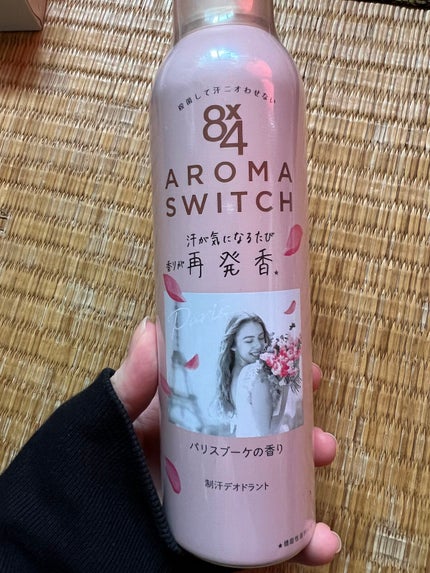 殺菌して汗ニオわせない
8x4
AROMA
SWITCH
汗が気になるたび
香りが再発香★
Paris
パリスブーケの香り
制汗デオドラント